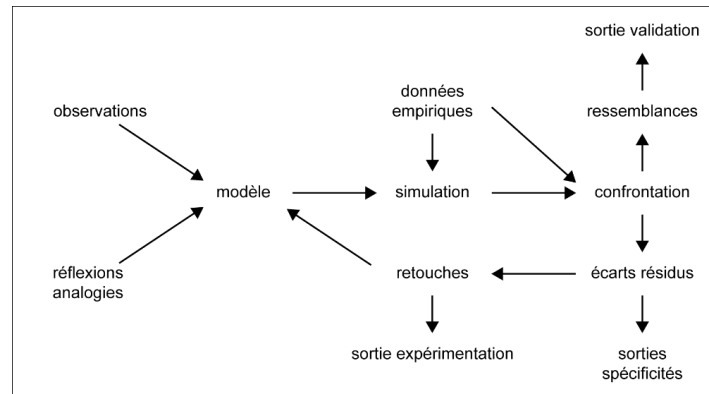 sortie validation
données
empiriques
observations
ressemblances
modèle
simulation
confrontation
réflexions
analogies
retouches
écarts résidus
sortie expérimentation
sorties
spécificités